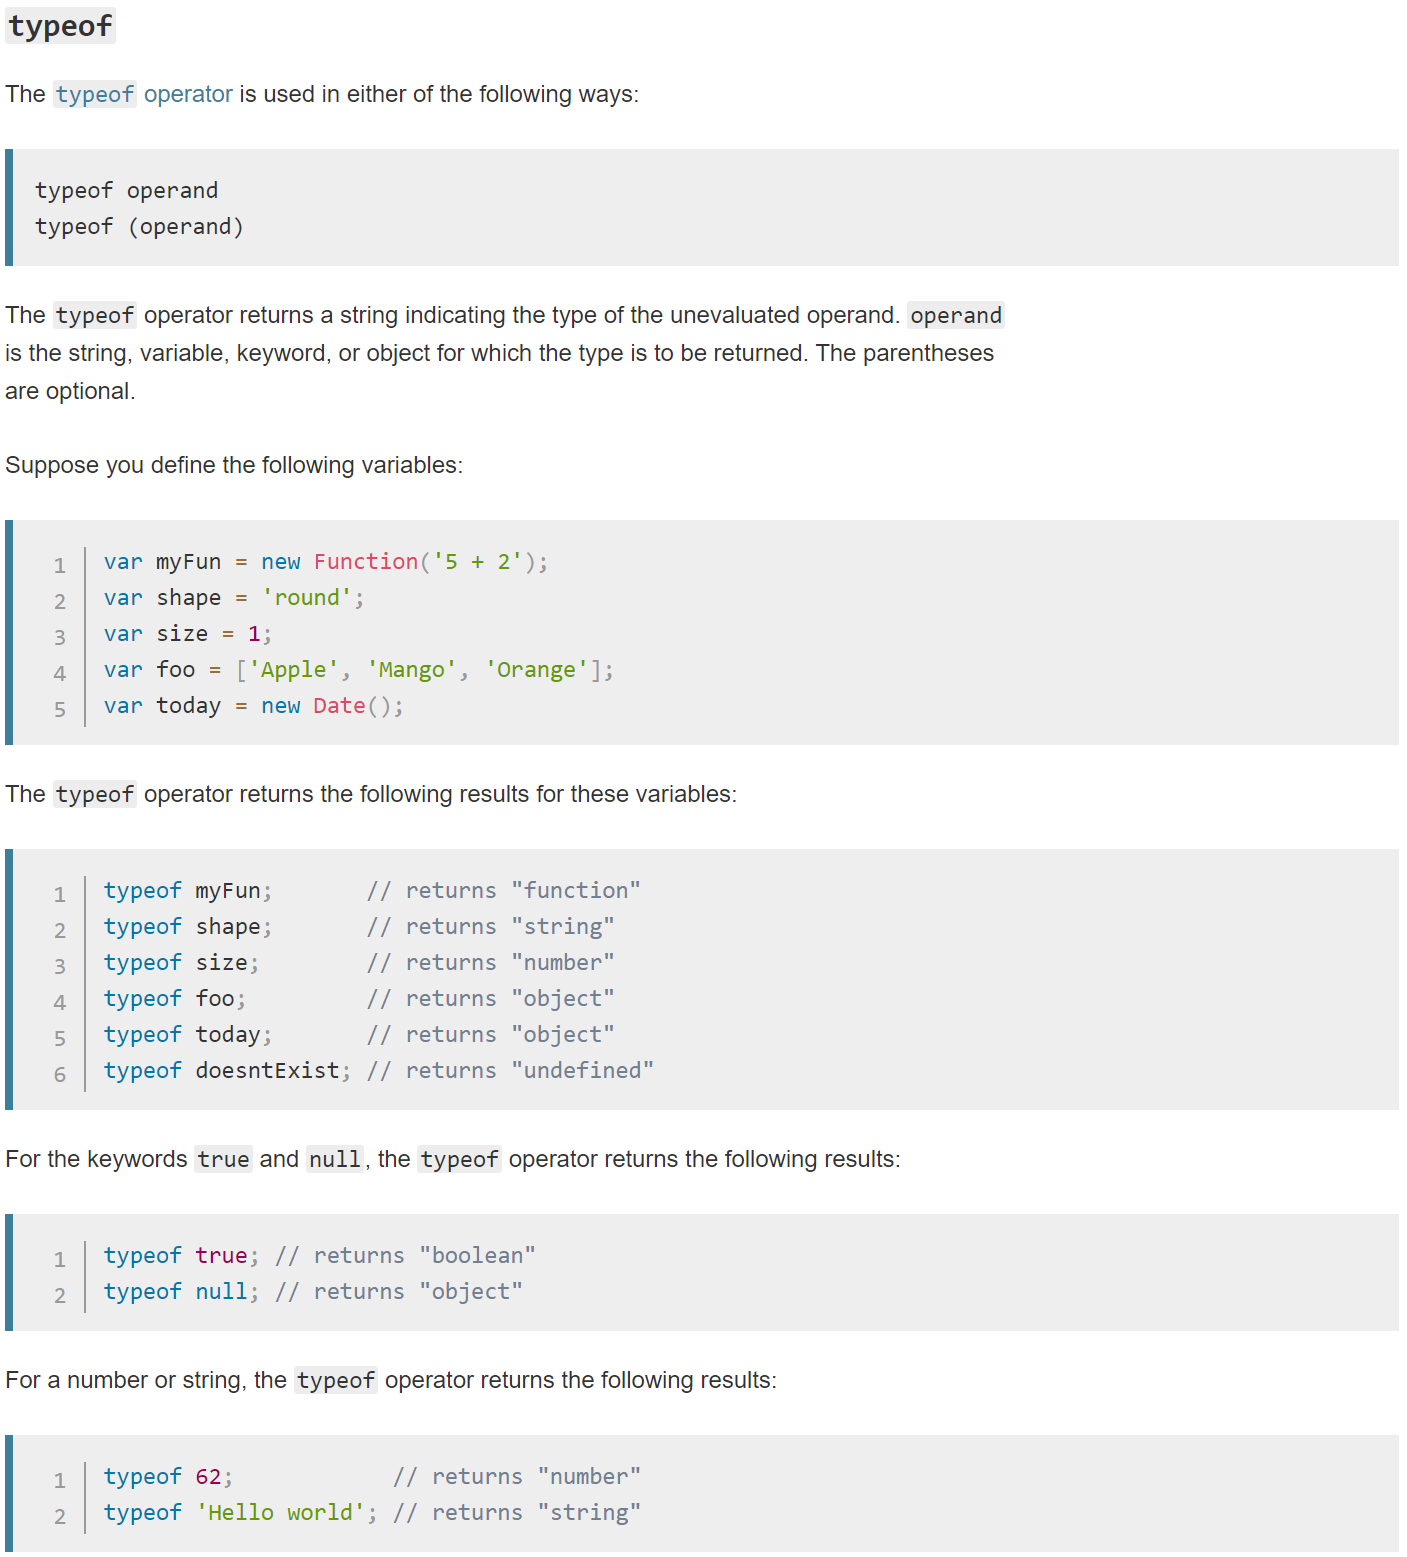 typeof
The typeof operator is used in either of the following ways:
typeof operand
typeof (operand)
The typeof operator returns a string indicating the type of the unevaluated operand. operand
is the string, variable, keyword, or object for which the type is to be returned. The parentheses
are optional.
Suppose you define the following variables:
1 var myFun = new Function('5 + 2');
2 var shape = 'round';
3 var size = 1;
4 var foo = ['Apple', 'Mango', 'Orange'];
5 var today = new Date();
The typeof operator returns the following results for these variables:
1 typeof myFun;       // returns "function"
2 typeof shape;       // returns "string"
3 typeof size;        // returns "number"
4 typeof foo;         // returns "object"
5 typeof today;       // returns "object"
6 typeof doesntExist; // returns "undefined"
For the keywords true and null, the typeof operator returns the following results:
1 typeof true; // returns "boolean"
2 typeof null; // returns "object"
For a number or string, the typeof operator returns the following results:
1 typeof 62;            // returns "number"
2 typeof 'Hello world'; // returns "string"